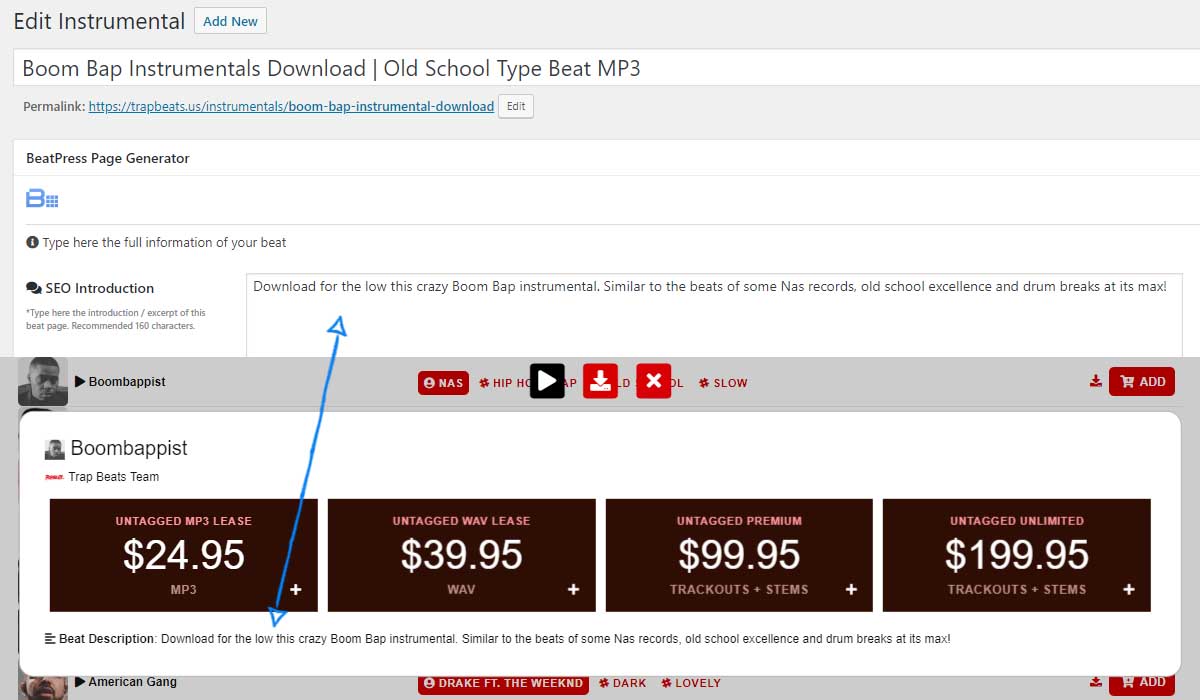 Edit Instrumental Add New
Boom Bap Instrumentals Download | Old School Type Beat MP3
Permalink: https://trapbeats.us/instrumentals/boom-bap-instrumental-download Edit
BeatPress Page Generator
Type here the full information of your beat
SEO Introduction
*Type here the introduction / excerpt of this
beat page. Recommended 160 characters.
Download for the low this crazy Boom Bap instrumental. Similar to the beats of some Nas records, old school excellence and drum breaks at its max!
Boombappist NAS HIP HO AP LD S OL SLOW ADD
Boombappist
Trap Beats Team
UNTAGGED MP3 LEASE
$24.95
MP3 +
UNTAGGED WAV LEASE
$39.95
WAV +
UNTAGGED PREMIUM
$99.95
TRACKOUTS + STEMS +
UNTAGGED UNLIMITED
$199.95
TRACKOUTS + STEMS +
Beat Description: Download for the low this crazy Boom Bap instrumental. Similar to the beats of some Nas records, old school excellence and drum breaks at its max!
American Gang DRAKE FT. THE WEEKND DARK LOVELY ADD